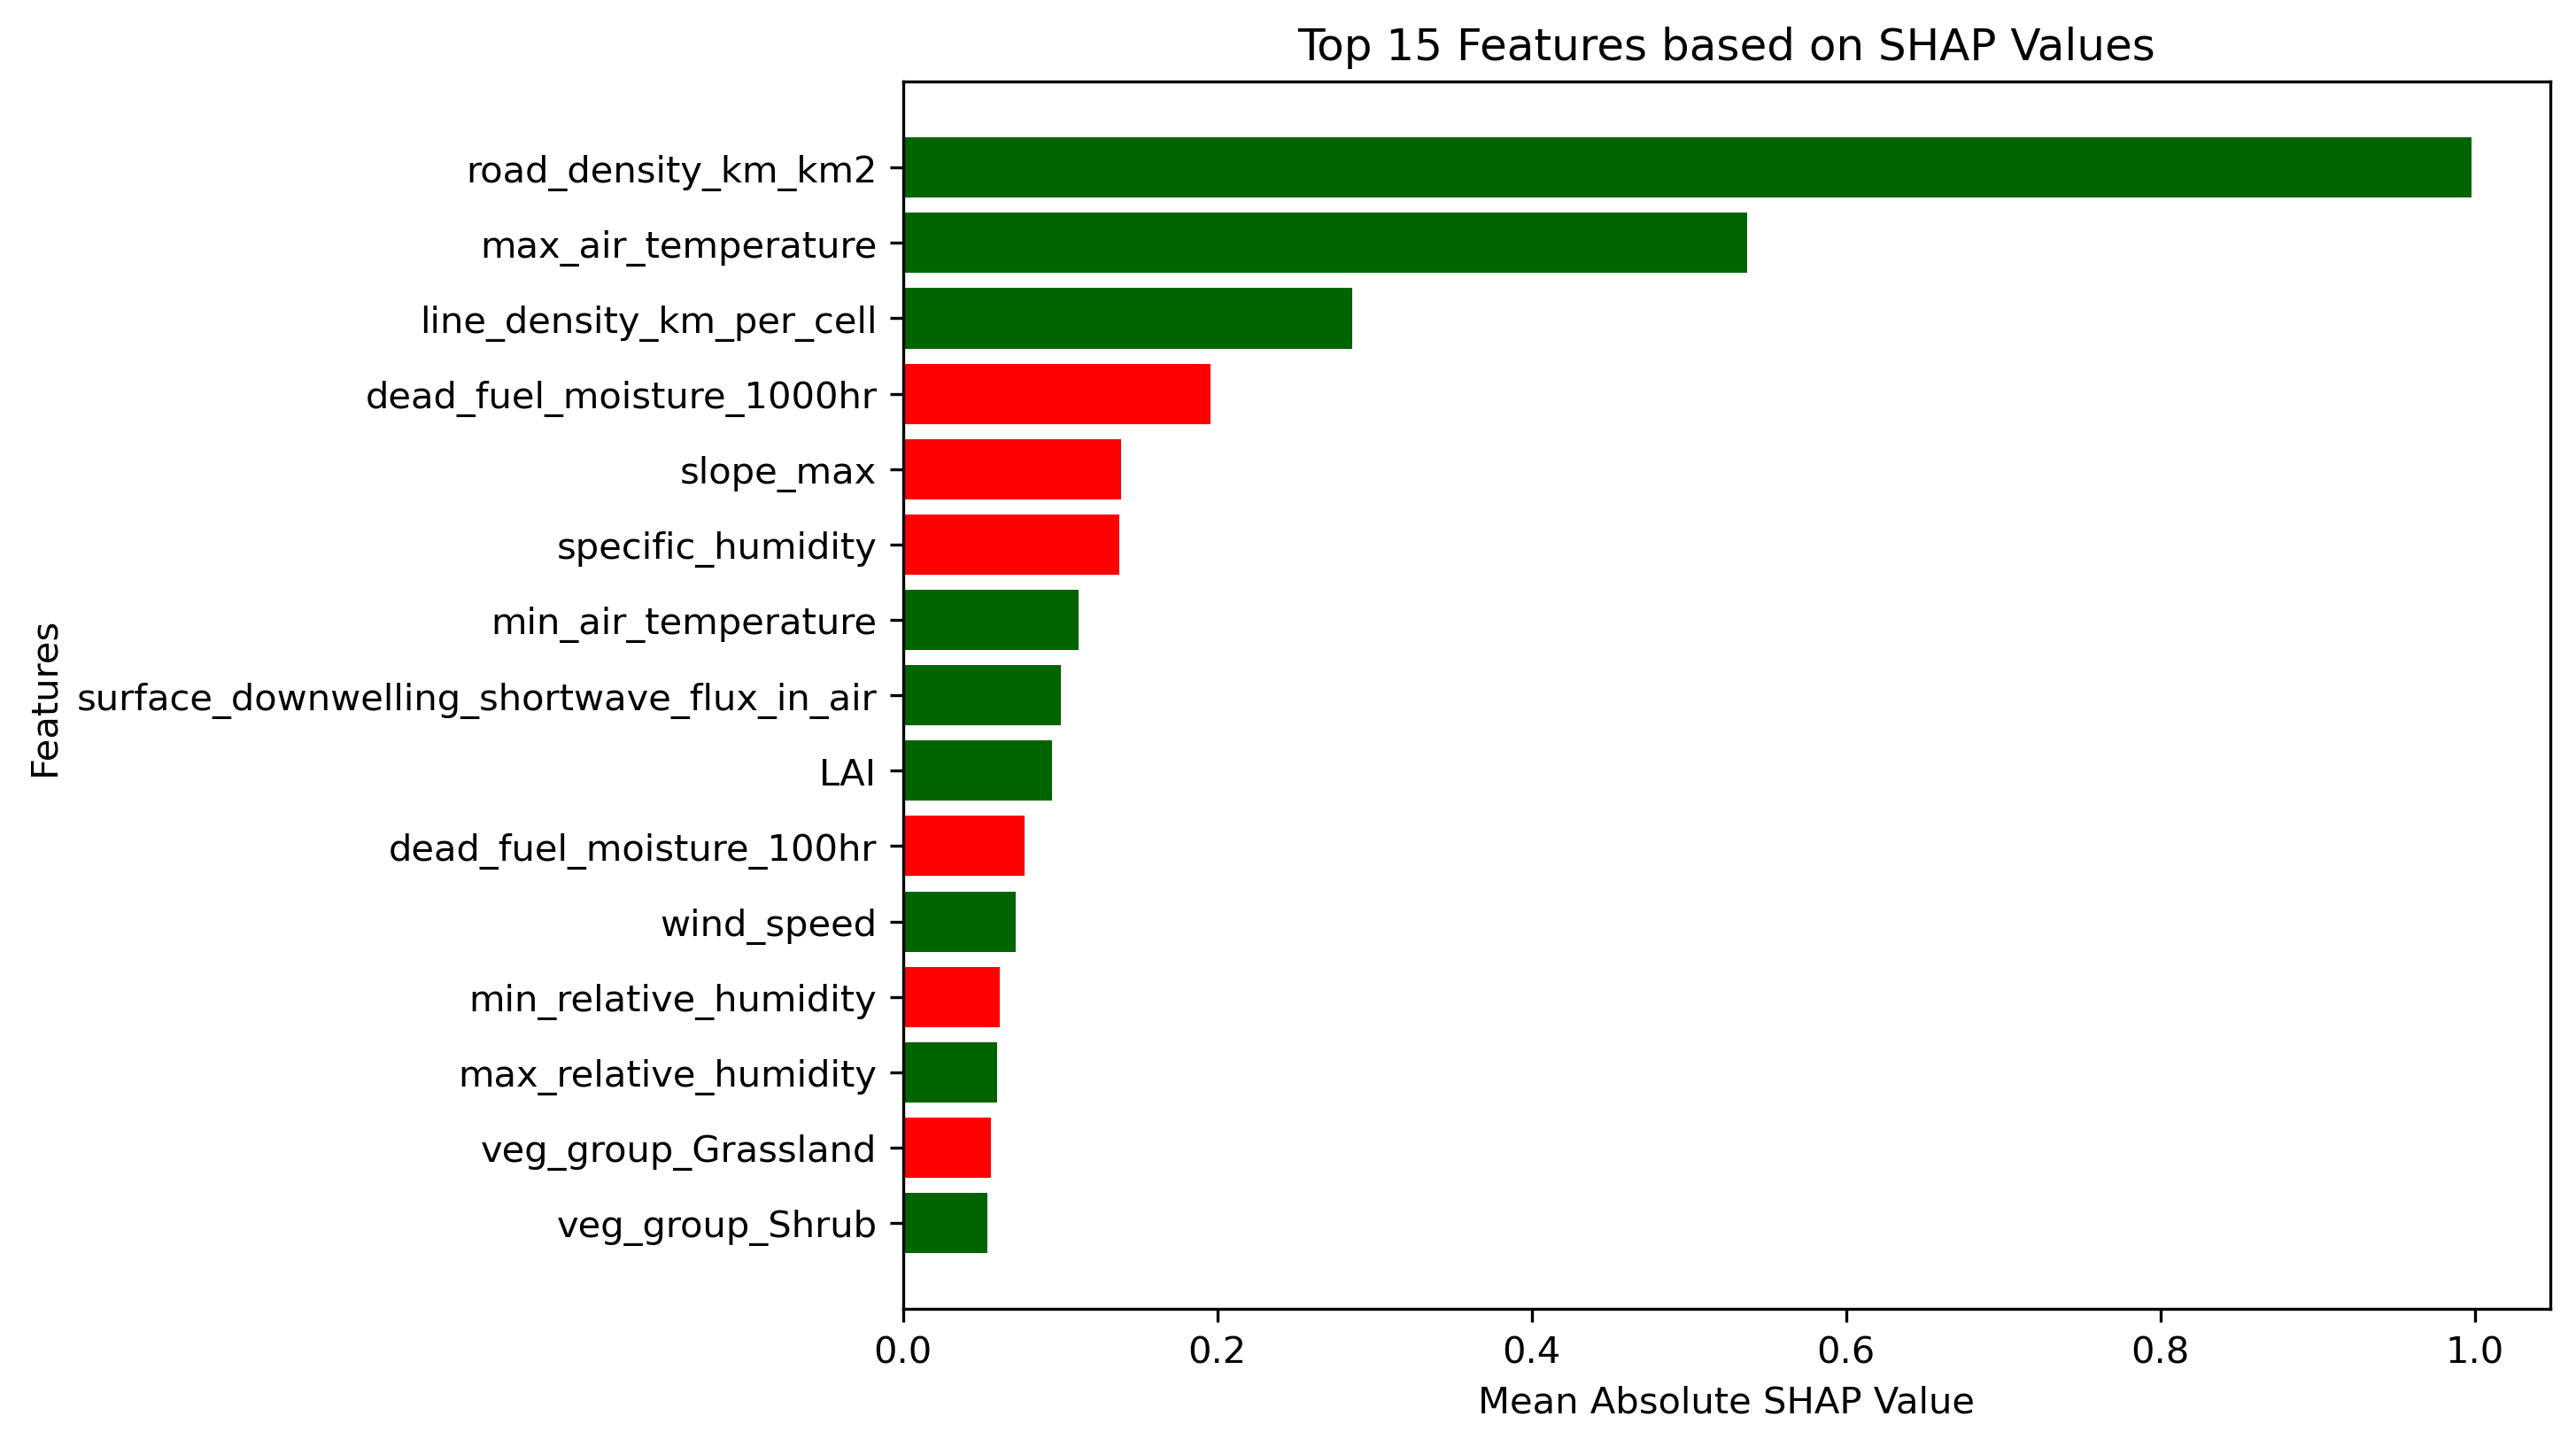 Top 15 Features based on SHAP Values
Features
road_density_km_km2
max_air_temperature
line_density_km_per_cell
dead_fuel_moisture_1000hr
slope_max
specific_humidity
min_air_temperature
surface_downwelling_shortwave_flux_in_air
LAI
dead_fuel_moisture_100hr
wind_speed
min_relative_humidity
max_relative_humidity
veg_group_Grassland
veg_group_Shrub
0.0 0.2 0.4 0.6 0.8 1.0
Mean Absolute SHAP Value